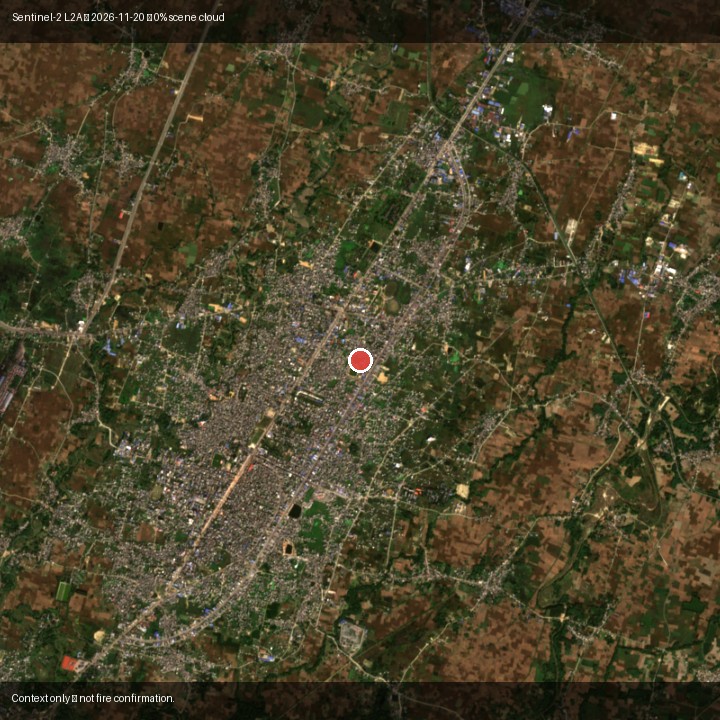 Sentinel-2 L2A▯2026-11-20▯0% scene cloud
Context only▯not fire confirmation.